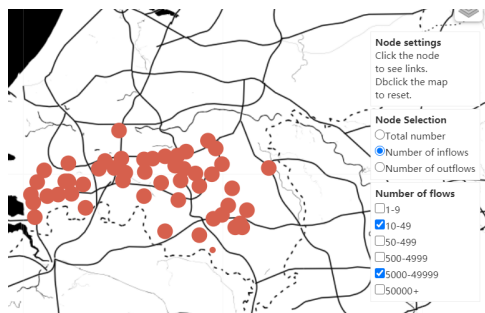 Node settings
Click the node
to see links.
Dbclick the map
to reset.
Node Selection
Total number
Number of inflows
Number of outflows
Number of flows
1-9
10-49
50-499
500-4999
5000-49999
50000+